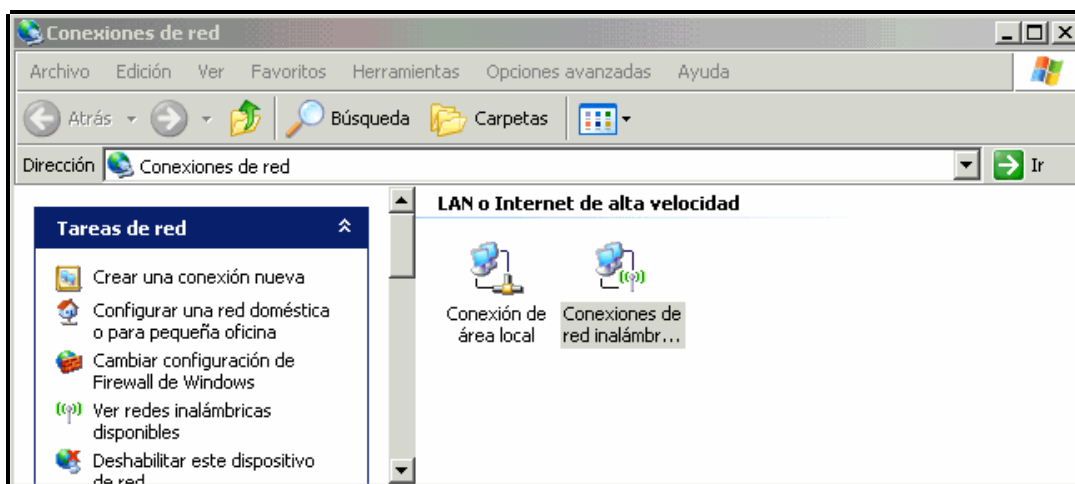 Conexiones de red
Archivo Edición Ver Favoritos Herramientas Opciones avanzadas Ayuda
Atrás Búsqueda Carpetas
Dirección Conexiones de red Ir
Tareas de red
Crear una conexión nueva
Configurar una red doméstica
o para pequeña oficina
Cambiar configuración de
Firewall de Windows
Ver redes inalámbricas
disponibles
Deshabilitar este dispositivo
de red
LAN o Internet de alta velocidad
Conexión de
área local
Conexiones de
red inalámbr...